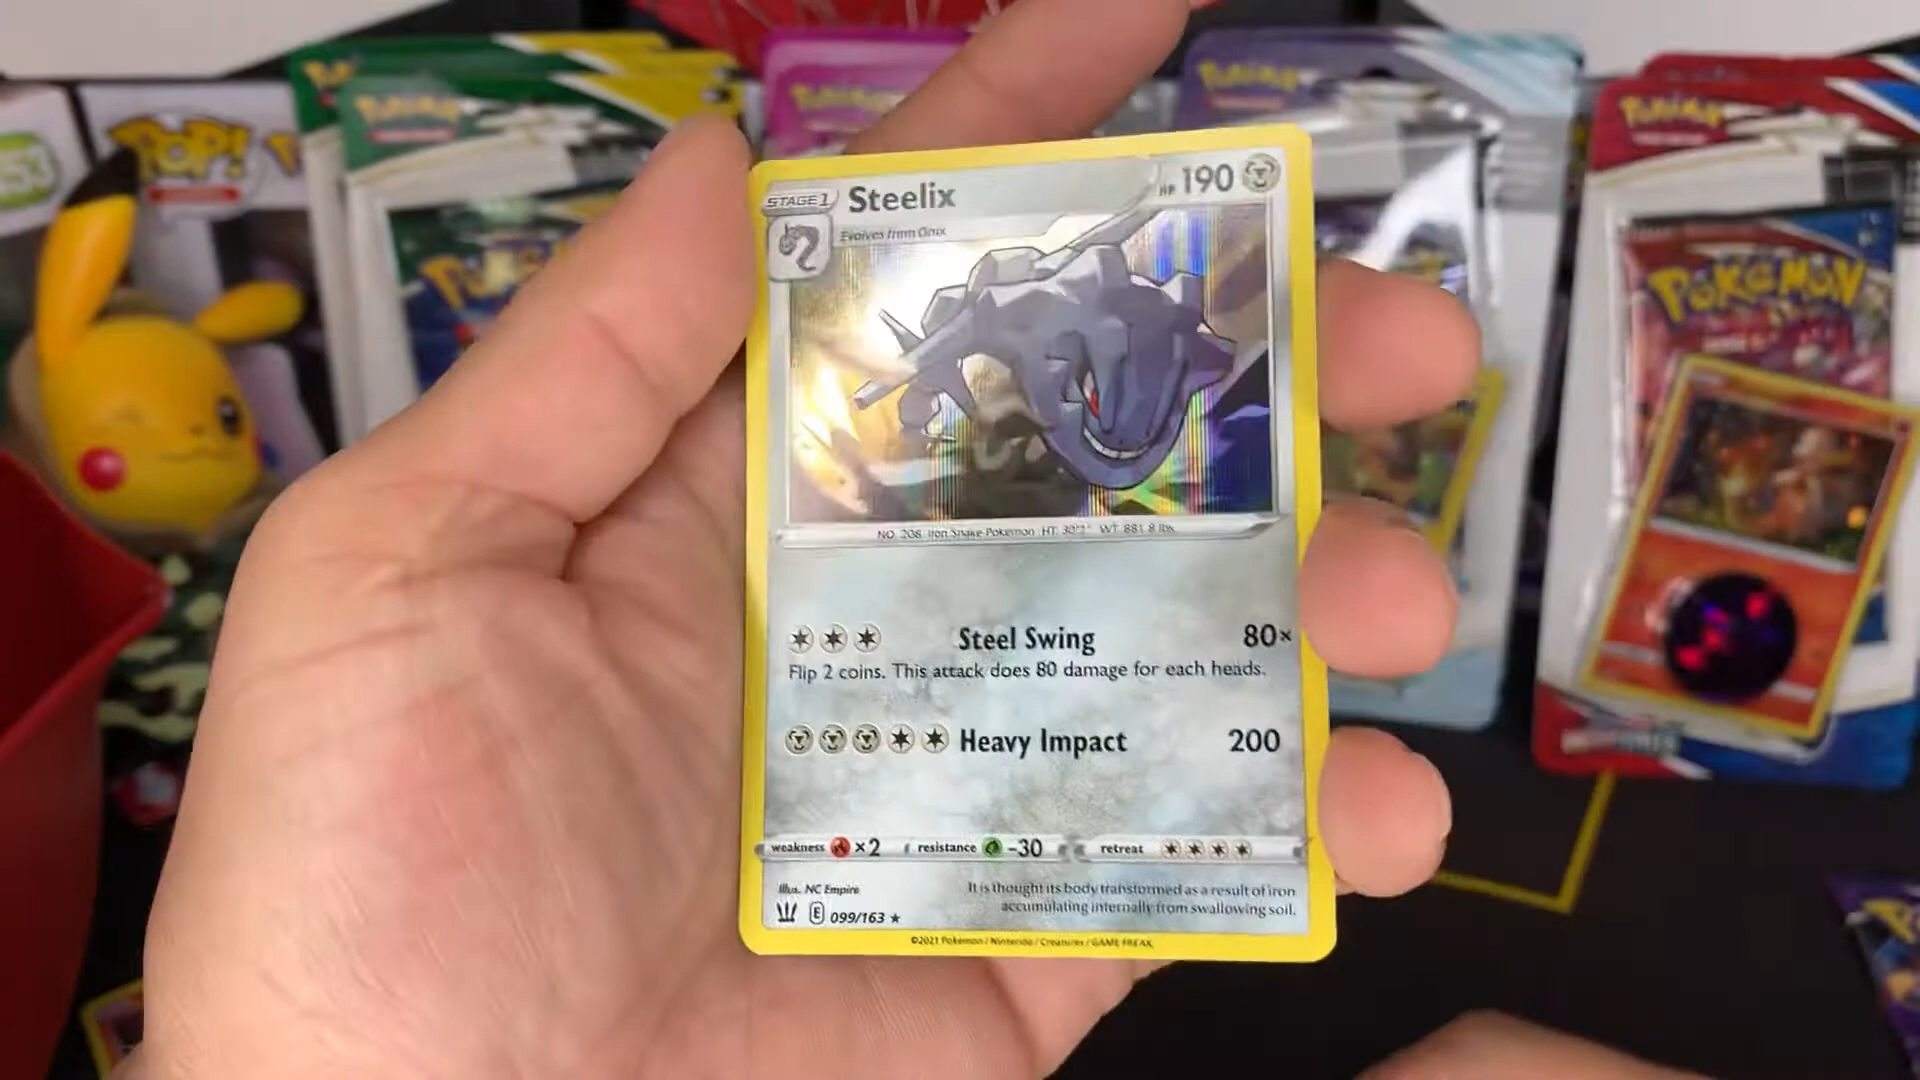 POP!
Pokémon
Pokémon
Pokémon
POKéMON
STAGE 1
Steelix
HP 190
Evolves from Onix
NO. 208 Iron Snake Pokémon HT: 30'2" WT: 881.8 lbs.
Steel Swing 80×
Flip 2 coins. This attack does 80 damage for each heads.
Heavy Impact 200
weakness ×2 resistance -30 retreat
Illus. NC Empire
It is thought its body transformed as a result of iron
accumulating internally from swallowing soil.
E 099/163 ★
©2021 Pokémon / Nintendo / Creatures / GAME FREAK